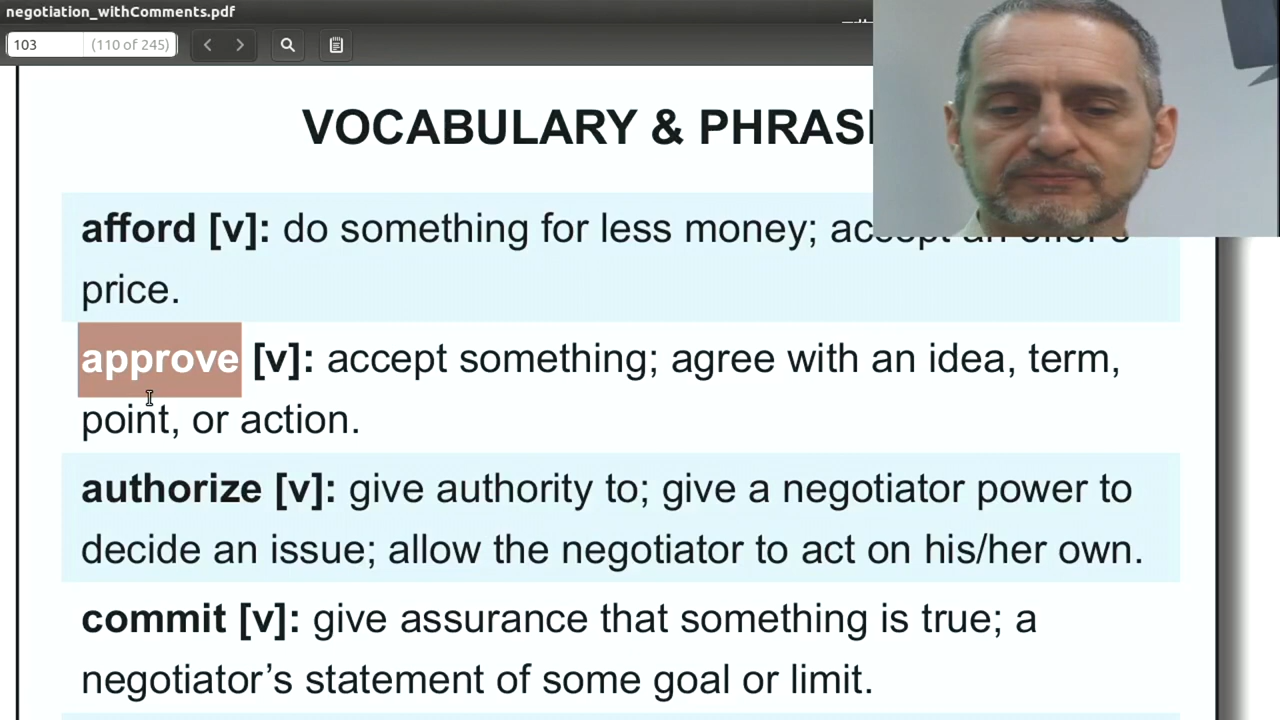 negotiation_withComments.pdf
103 (110 of 245)
VOCABULARY & PHRAS
afford [v]: do something for less money; accept an offer's
price.
approve [v]: accept something; agree with an idea, term,
point, or action.
authorize [v]: give authority to; give a negotiator power to
decide an issue; allow the negotiator to act on his/her own.
commit [v]: give assurance that something is true; a
negotiator’s statement of some goal or limit.